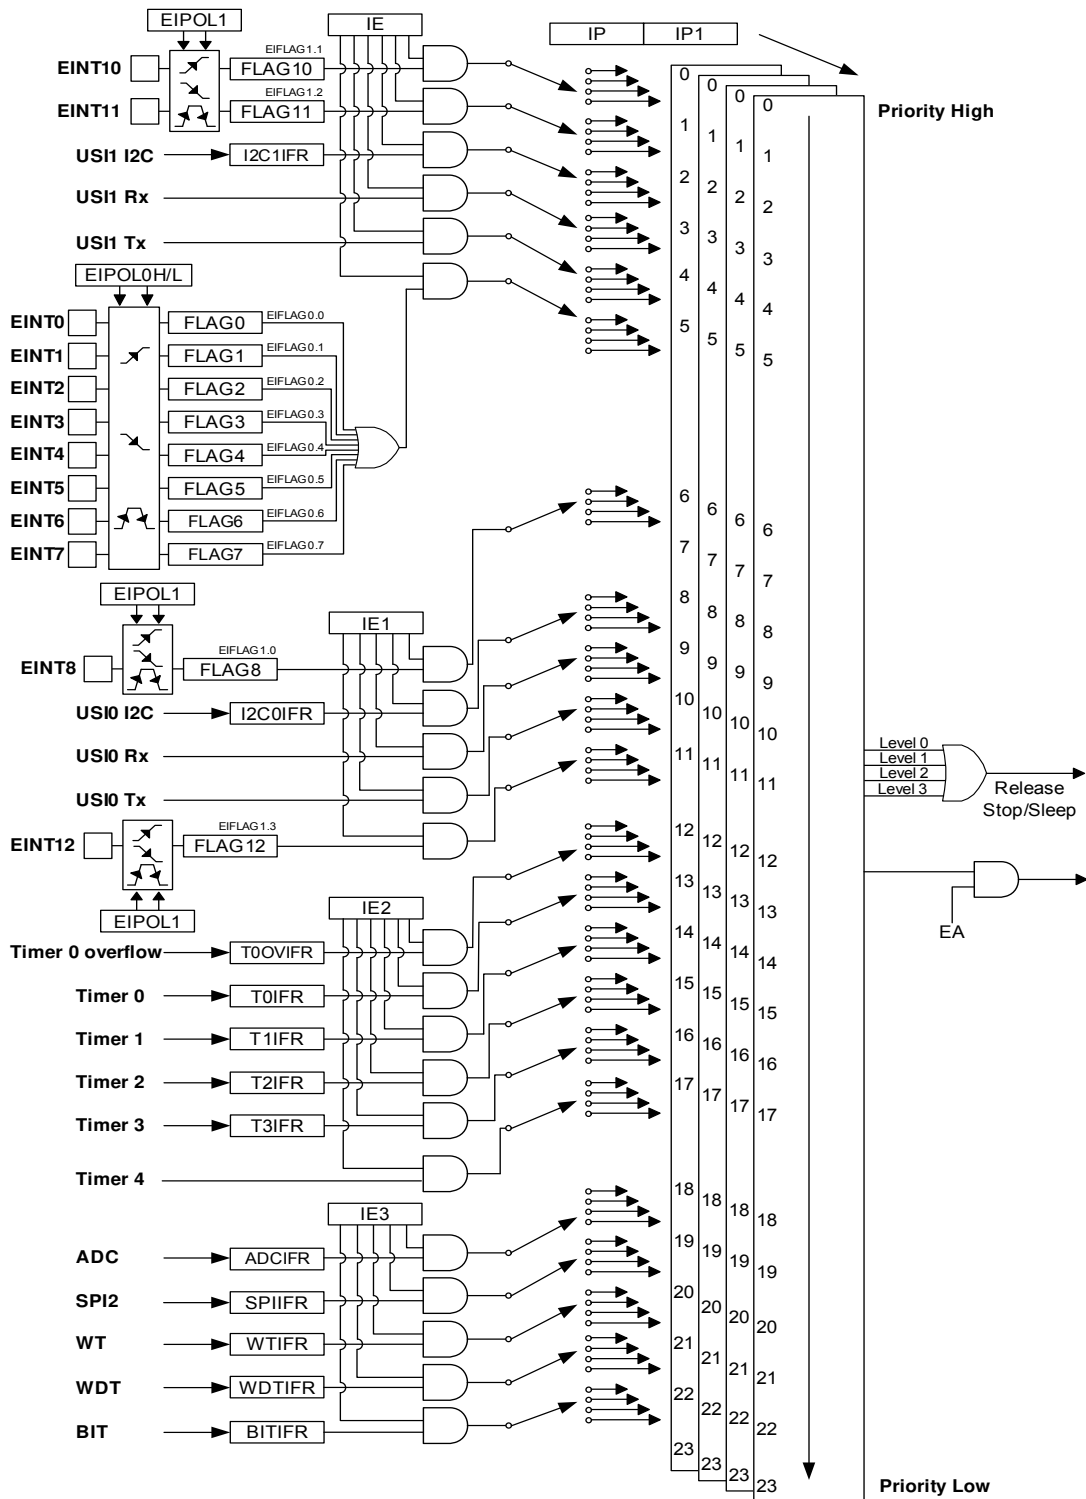 EIPOL1
IE
IP IP1
EINT10
EIFLAG1.1
FLAG10
Priority High
EINT11
EIFLAG1.2
FLAG11
USI1 I2C
I2C1IFR
USI1 Rx
USI1 Tx
EIPOL0H/L
EINT0
FLAG0
EIFLAG0.0
EINT1
FLAG1
EIFLAG0.1
EINT2
FLAG2
EIFLAG0.2
EINT3
FLAG3
EIFLAG0.3
EINT4
FLAG4
EIFLAG0.4
EINT5
FLAG5
EIFLAG0.5
EINT6
FLAG6
EIFLAG0.6
EINT7
FLAG7
EIFLAG0.7
EIPOL1
IE1
EINT8
EIFLAG1.0
FLAG8
USI0 I2C
I2C0IFR
USI0 Rx
USI0 Tx
EINT12
EIFLAG1.3
FLAG12
EIPOL1
IE2
Timer 0 overflow
T0OVIFR
Timer 0
T0IFR
Timer 1
T1IFR
Timer 2
T2IFR
Timer 3
T3IFR
Timer 4
IE3
ADC
ADCIFR
SPI2
SPIIFR
WT
WTIFR
WDT
WDTIFR
BIT
BITIFR
0 0 0 0
1 1 1 1
2 2 2 2
3 3 3 3
4 4 4 4
5 5 5 5
6 6 6 6
7 7 7 7
8 8 8 8
9 9 9 9
10 10 10 10
11 11 11 11
12 12 12 12
13 13 13 13
14 14 14 14
15 15 15 15
16 16 16 16
17 17 17 17
18 18 18 18
19 19 19 19
20 20 20 20
21 21 21 21
22 22 22 22
23 23 23 23
Level 0
Level 1
Level 2
Level 3
Release
Stop/Sleep
EA
Priority Low